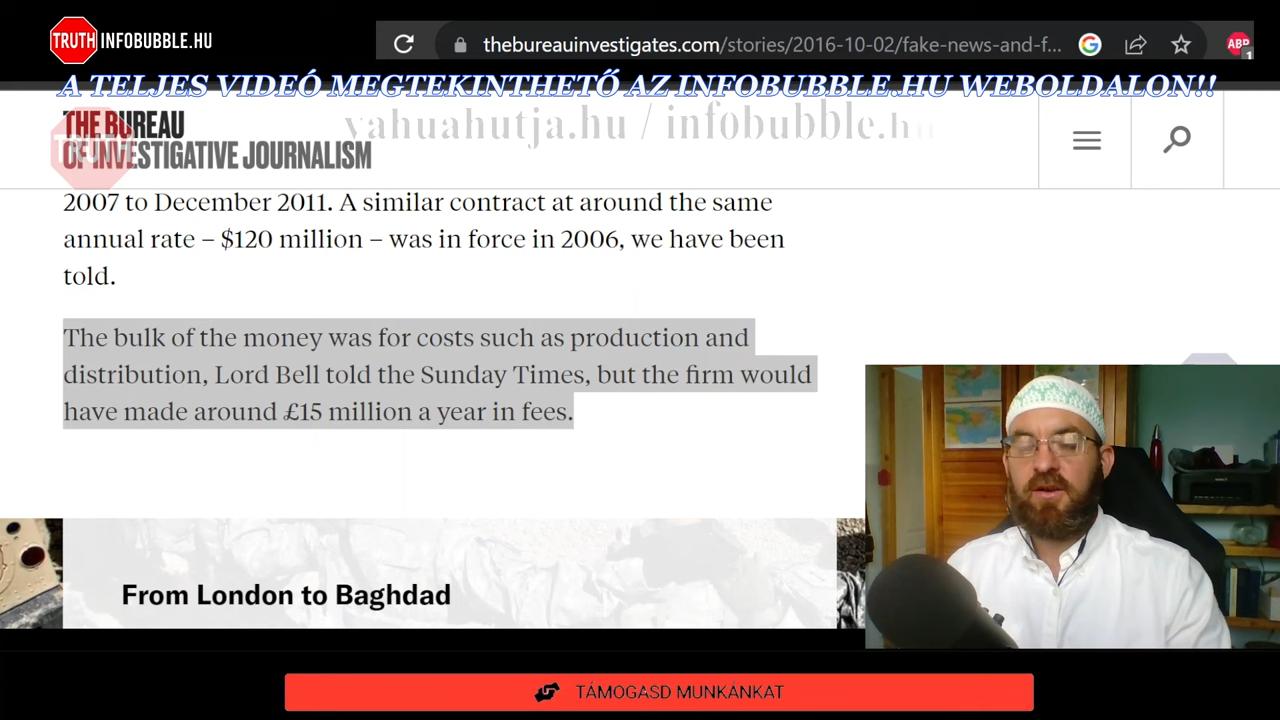 TRUTH INFOBUBBLE.HU
thebureauinvestigates.com/stories/2016-10-02/fake-news-and-f...
ABP
1
A TELJES VIDEÓ MEGTEKINTHETŐ AZ INFOBUBBLE.HU WEBOLDALON!!
yahuahutja.hu / infobubble.hu
THE BUREAU
OF INVESTIGATIVE JOURNALISM
TRUTH
2007 to December 2011. A similar contract at around the same
annual rate – $120 million – was in force in 2006, we have been
told.
The bulk of the money was for costs such as production and
distribution, Lord Bell told the Sunday Times, but the firm would
have made around £15 million a year in fees.
From London to Baghdad
TÁMOGASD MUNKÁNKAT